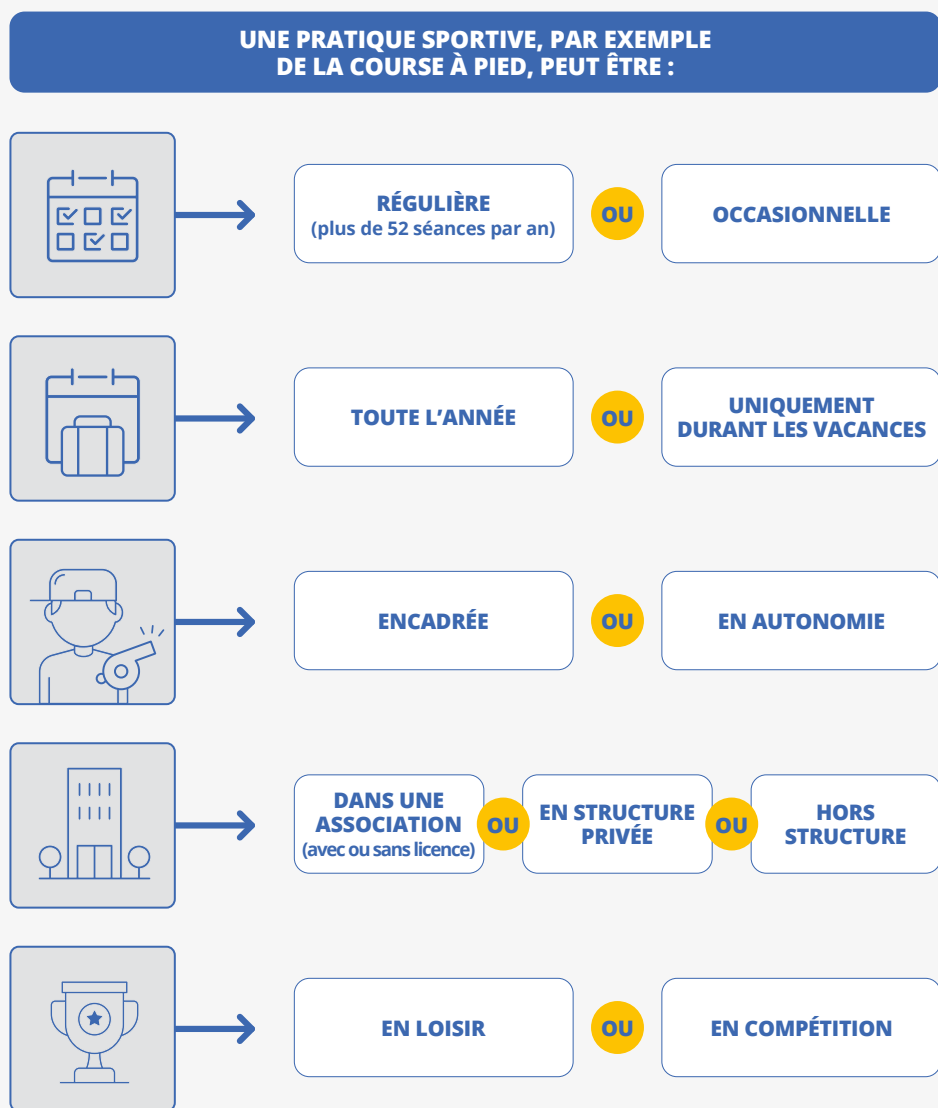 UNE PRATIQUE SPORTIVE, PAR EXEMPLE
DE LA COURSE À PIED, PEUT ÊTRE :
RÉGULIÈRE
(plus de 52 séances par an)
OU
OCCASIONNELLE
TOUTE L’ANNÉE
OU
UNIQUEMENT
DURANT LES VACANCES
ENCADRÉE
OU
EN AUTONOMIE
DANS UNE
ASSOCIATION
(avec ou sans licence)
OU
EN STRUCTURE
PRIVÉE
OU
HORS
STRUCTURE
EN LOISIR
OU
EN COMPÉTITION